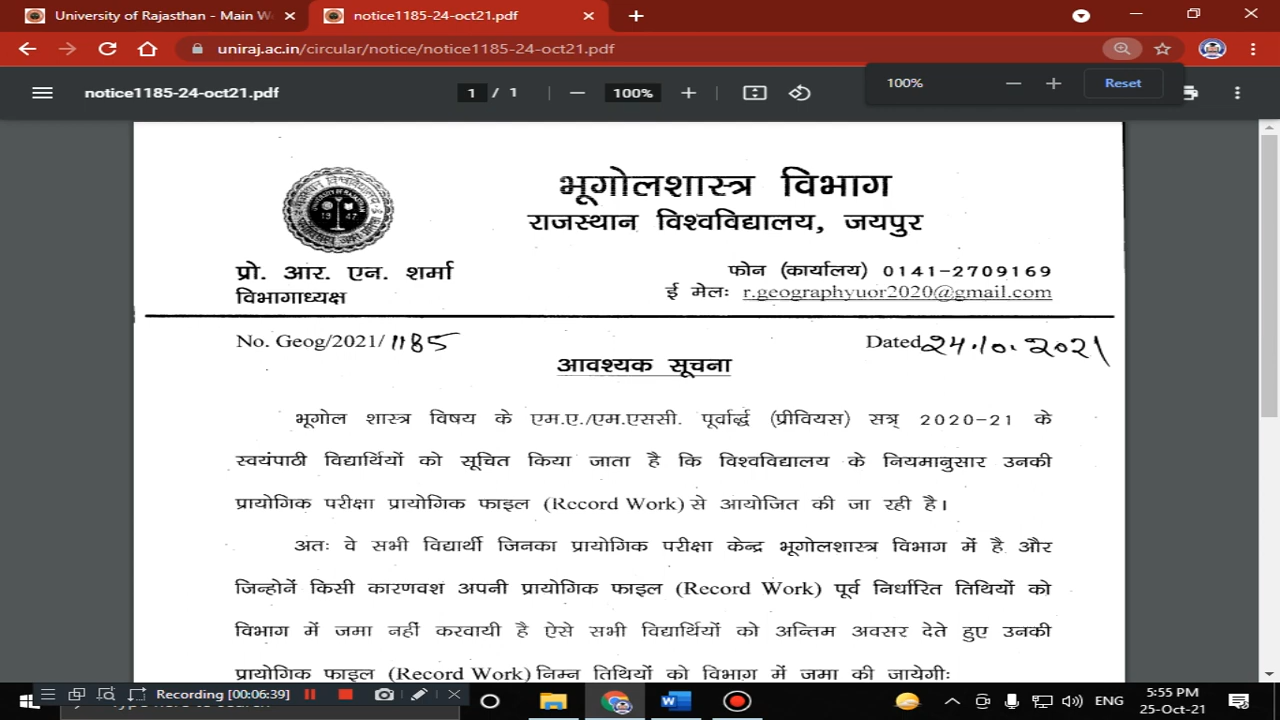 University of Rajasthan - Main W
notice1185-24-oct21.pdf
uniraj.ac.in/circular/notice/notice1185-24-oct21.pdf
notice1185-24-oct21.pdf
1 / 1
100%
100%
Reset
भूगोलशास्त्र विभाग
राजस्थान विश्वविद्यालय, जयपुर
1947
प्रो. आर. एन. शर्मा
फोन (कार्यालय) 0141-2709169
विभागाध्यक्ष
ई मेलः r.geographyuor2020@gmail.com
No. Geog/2021/1185
Dated 24.10.2021
आवश्यक सूचना
भूगोल शास्त्र विषय के एम.ए./एम.एससी. पूर्वार्द्ध (प्रीवियस) सत्र् 2020-21 के
स्वयंपाठी विद्यार्थियों को सूचित किया जाता है कि विश्वविद्यालय के नियमानुसार उनकी
प्रायोगिक परीक्षा प्रायोगिक फाइल (Record Work) से आयोजित की जा रही है।
अतः वे सभी विद्यार्थी जिनका प्रायोगिक परीक्षा केन्द्र भूगोलशास्त्र विभाग में है और
जिन्होनें किसी कारणवश अपनी प्रायोगिक फाइल (Record Work) पूर्व निर्धारित तिथियों को
विभाग में जमा नहीं करवायी है ऐसे सभी विद्यार्थियों को अन्तिम अवसर देते हुए उनकी
प्रायोगिक फाइल (Record Work) निम्न तिथियों को विभाग में जमा की जायेगीः
Recording [00:06:39]
ENG
5:55 PM
25-Oct-21